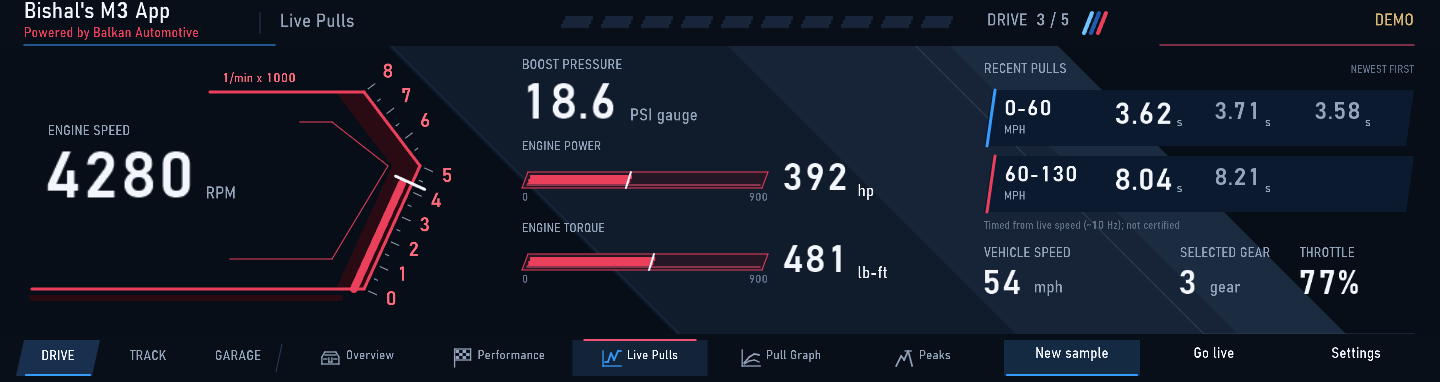 Bishal's M3 App
Powered by Balkan Automotive
Live Pulls
DRIVE 3 / 5
DEMO
1/min x 1000
8
7
6
5
4
3
2
1
0
ENGINE SPEED
4280 RPM
BOOST PRESSURE
18.6 PSI gauge
ENGINE POWER
392 hp
0 900
ENGINE TORQUE
481 lb-ft
0 900
RECENT PULLS
NEWEST FIRST
0-60 MPH
3.62 s 3.71 s 3.58 s
60-130 MPH
8.04 s 8.21 s
Timed from live speed (~10 Hz); not certified
VEHICLE SPEED
54 mph
SELECTED GEAR
3 gear
THROTTLE
77%
DRIVE TRACK GARAGE Overview Performance Live Pulls Pull Graph Peaks New sample Go live Settings